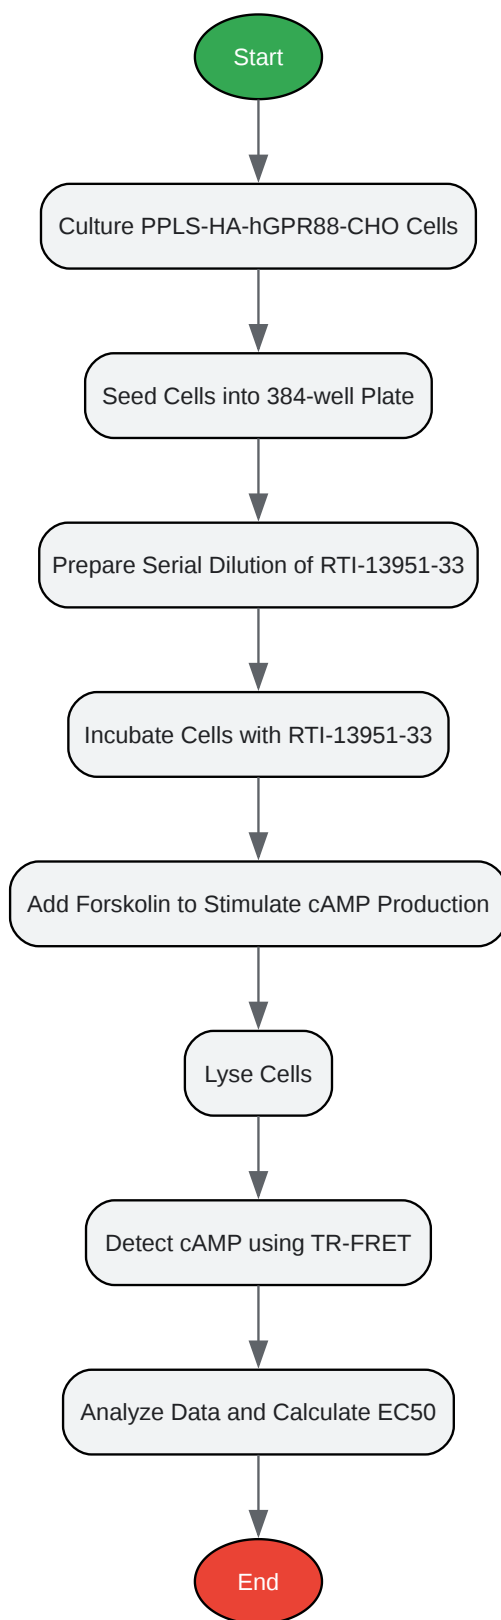 Start
Culture PPLS-HA-hGPR88-CHO Cells
Seed Cells into 384-well Plate
Prepare Serial Dilution of RTI-13951-33
Incubate Cells with RTI-13951-33
Add Forskolin to Stimulate cAMP Production
Lyse Cells
Detect cAMP using TR-FRET
Analyze Data and Calculate EC50
End